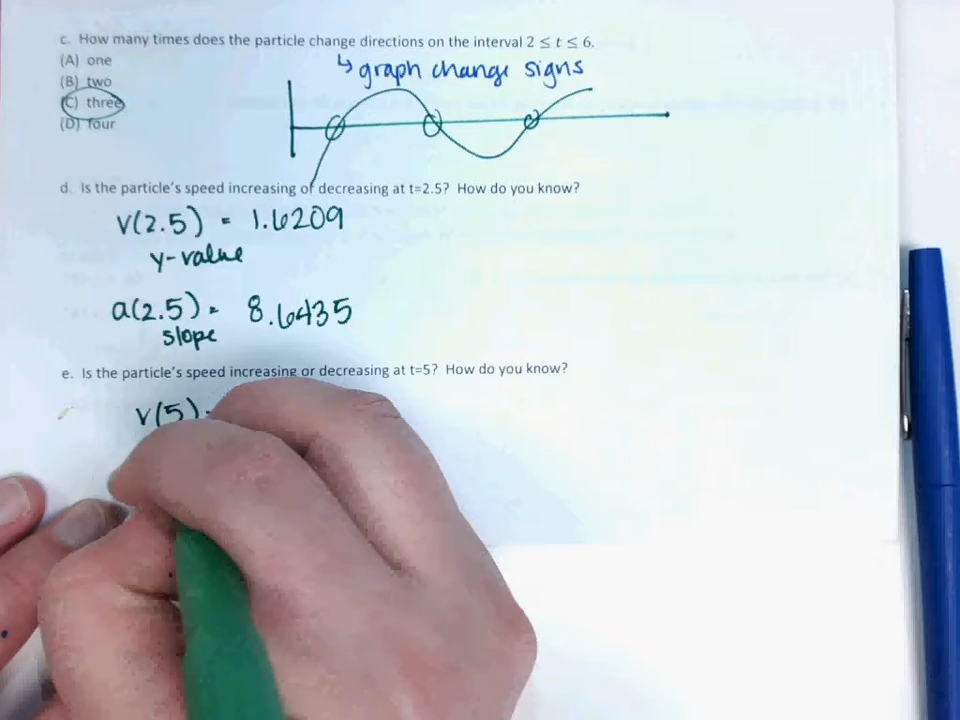 c. How many times does the particle change directions on the interval 2 ≤ t ≤ 6.
(A) one
↳ graph change signs
(B) two
(C) three
(D) four
d. Is the particle's speed increasing or decreasing at t=2.5? How do you know?
v(2.5) = 1.6209
y-value
a(2.5) = 8.6435
slope
e. Is the particle's speed increasing or decreasing at t=5? How do you know?
v(5)